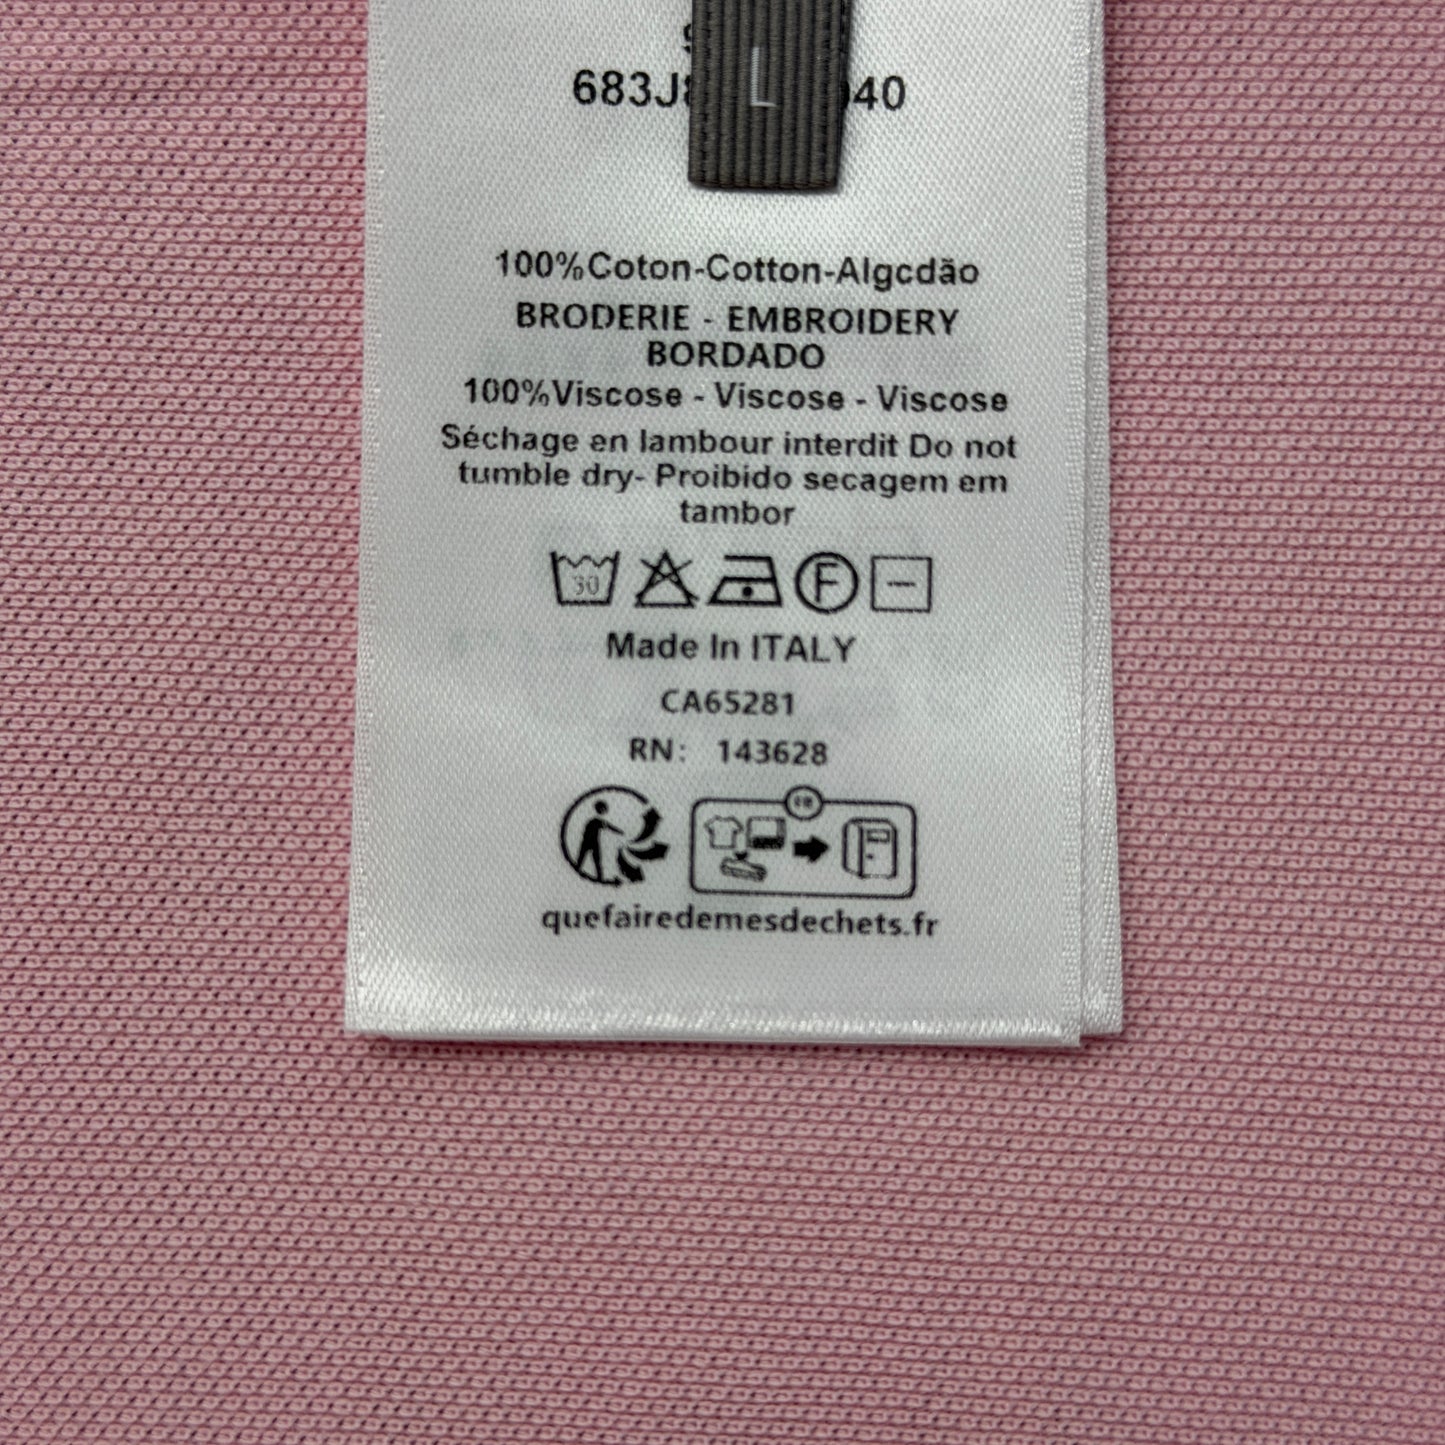 L
100%Coton-Cotton-Algcdão
BRODERIE - EMBROIDERY
BORDADO
100%Viscose - Viscose - Viscose
Séchage en lambour interdit Do not
tumble dry- Proibido secagem em
tambor
30
F
Made In ITALY
CA65281
RN: 143628
quefairedemesdechets.fr